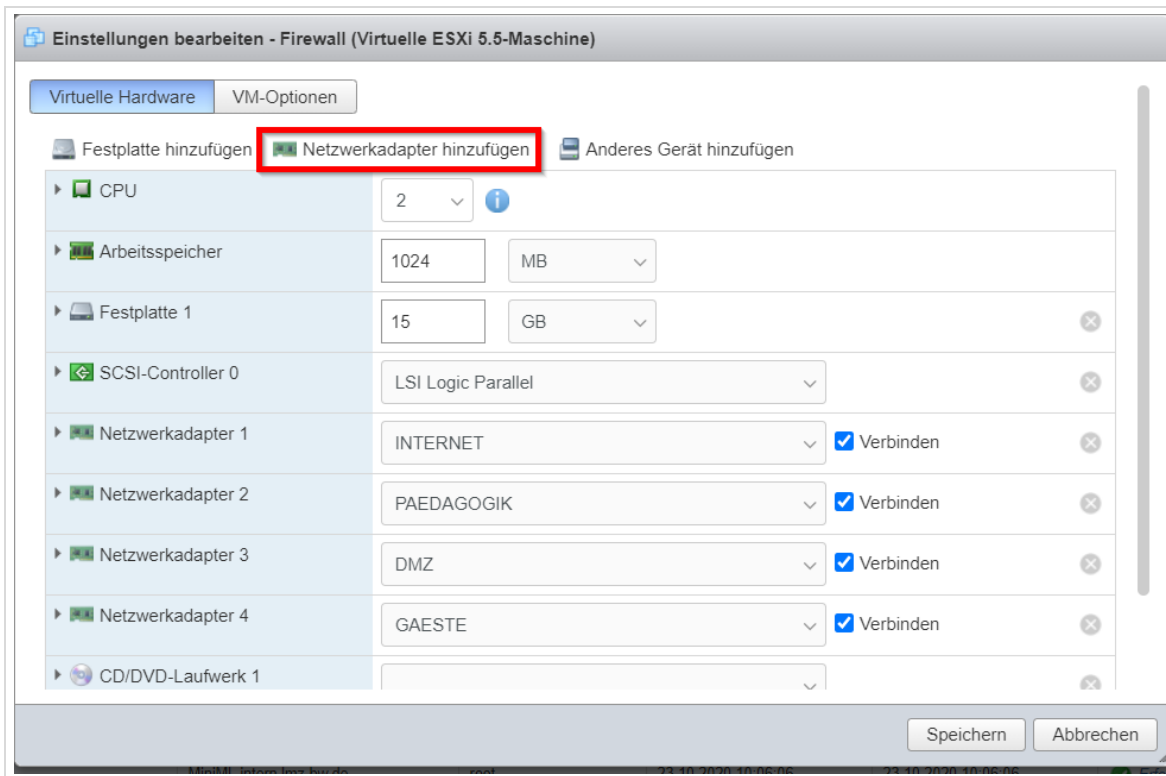 Einstellungen bearbeiten - Firewall (Virtuelle ESXi 5.5-Maschine)
Virtuelle Hardware VM-Optionen
Festplatte hinzufügen Netzwerkadapter hinzufügen Anderes Gerät hinzufügen
CPU 2
Arbeitsspeicher 1024 MB
Festplatte 1 15 GB
SCSI-Controller 0 LSI Logic Parallel
Netzwerkadapter 1 INTERNET Verbinden
Netzwerkadapter 2 PAEDAGOGIK Verbinden
Netzwerkadapter 3 DMZ Verbinden
Netzwerkadapter 4 GAESTE Verbinden
CD/DVD-Laufwerk 1
Speichern Abbrechen
root 23.10.2020 10:06:06 23.10.2020 10:06:06